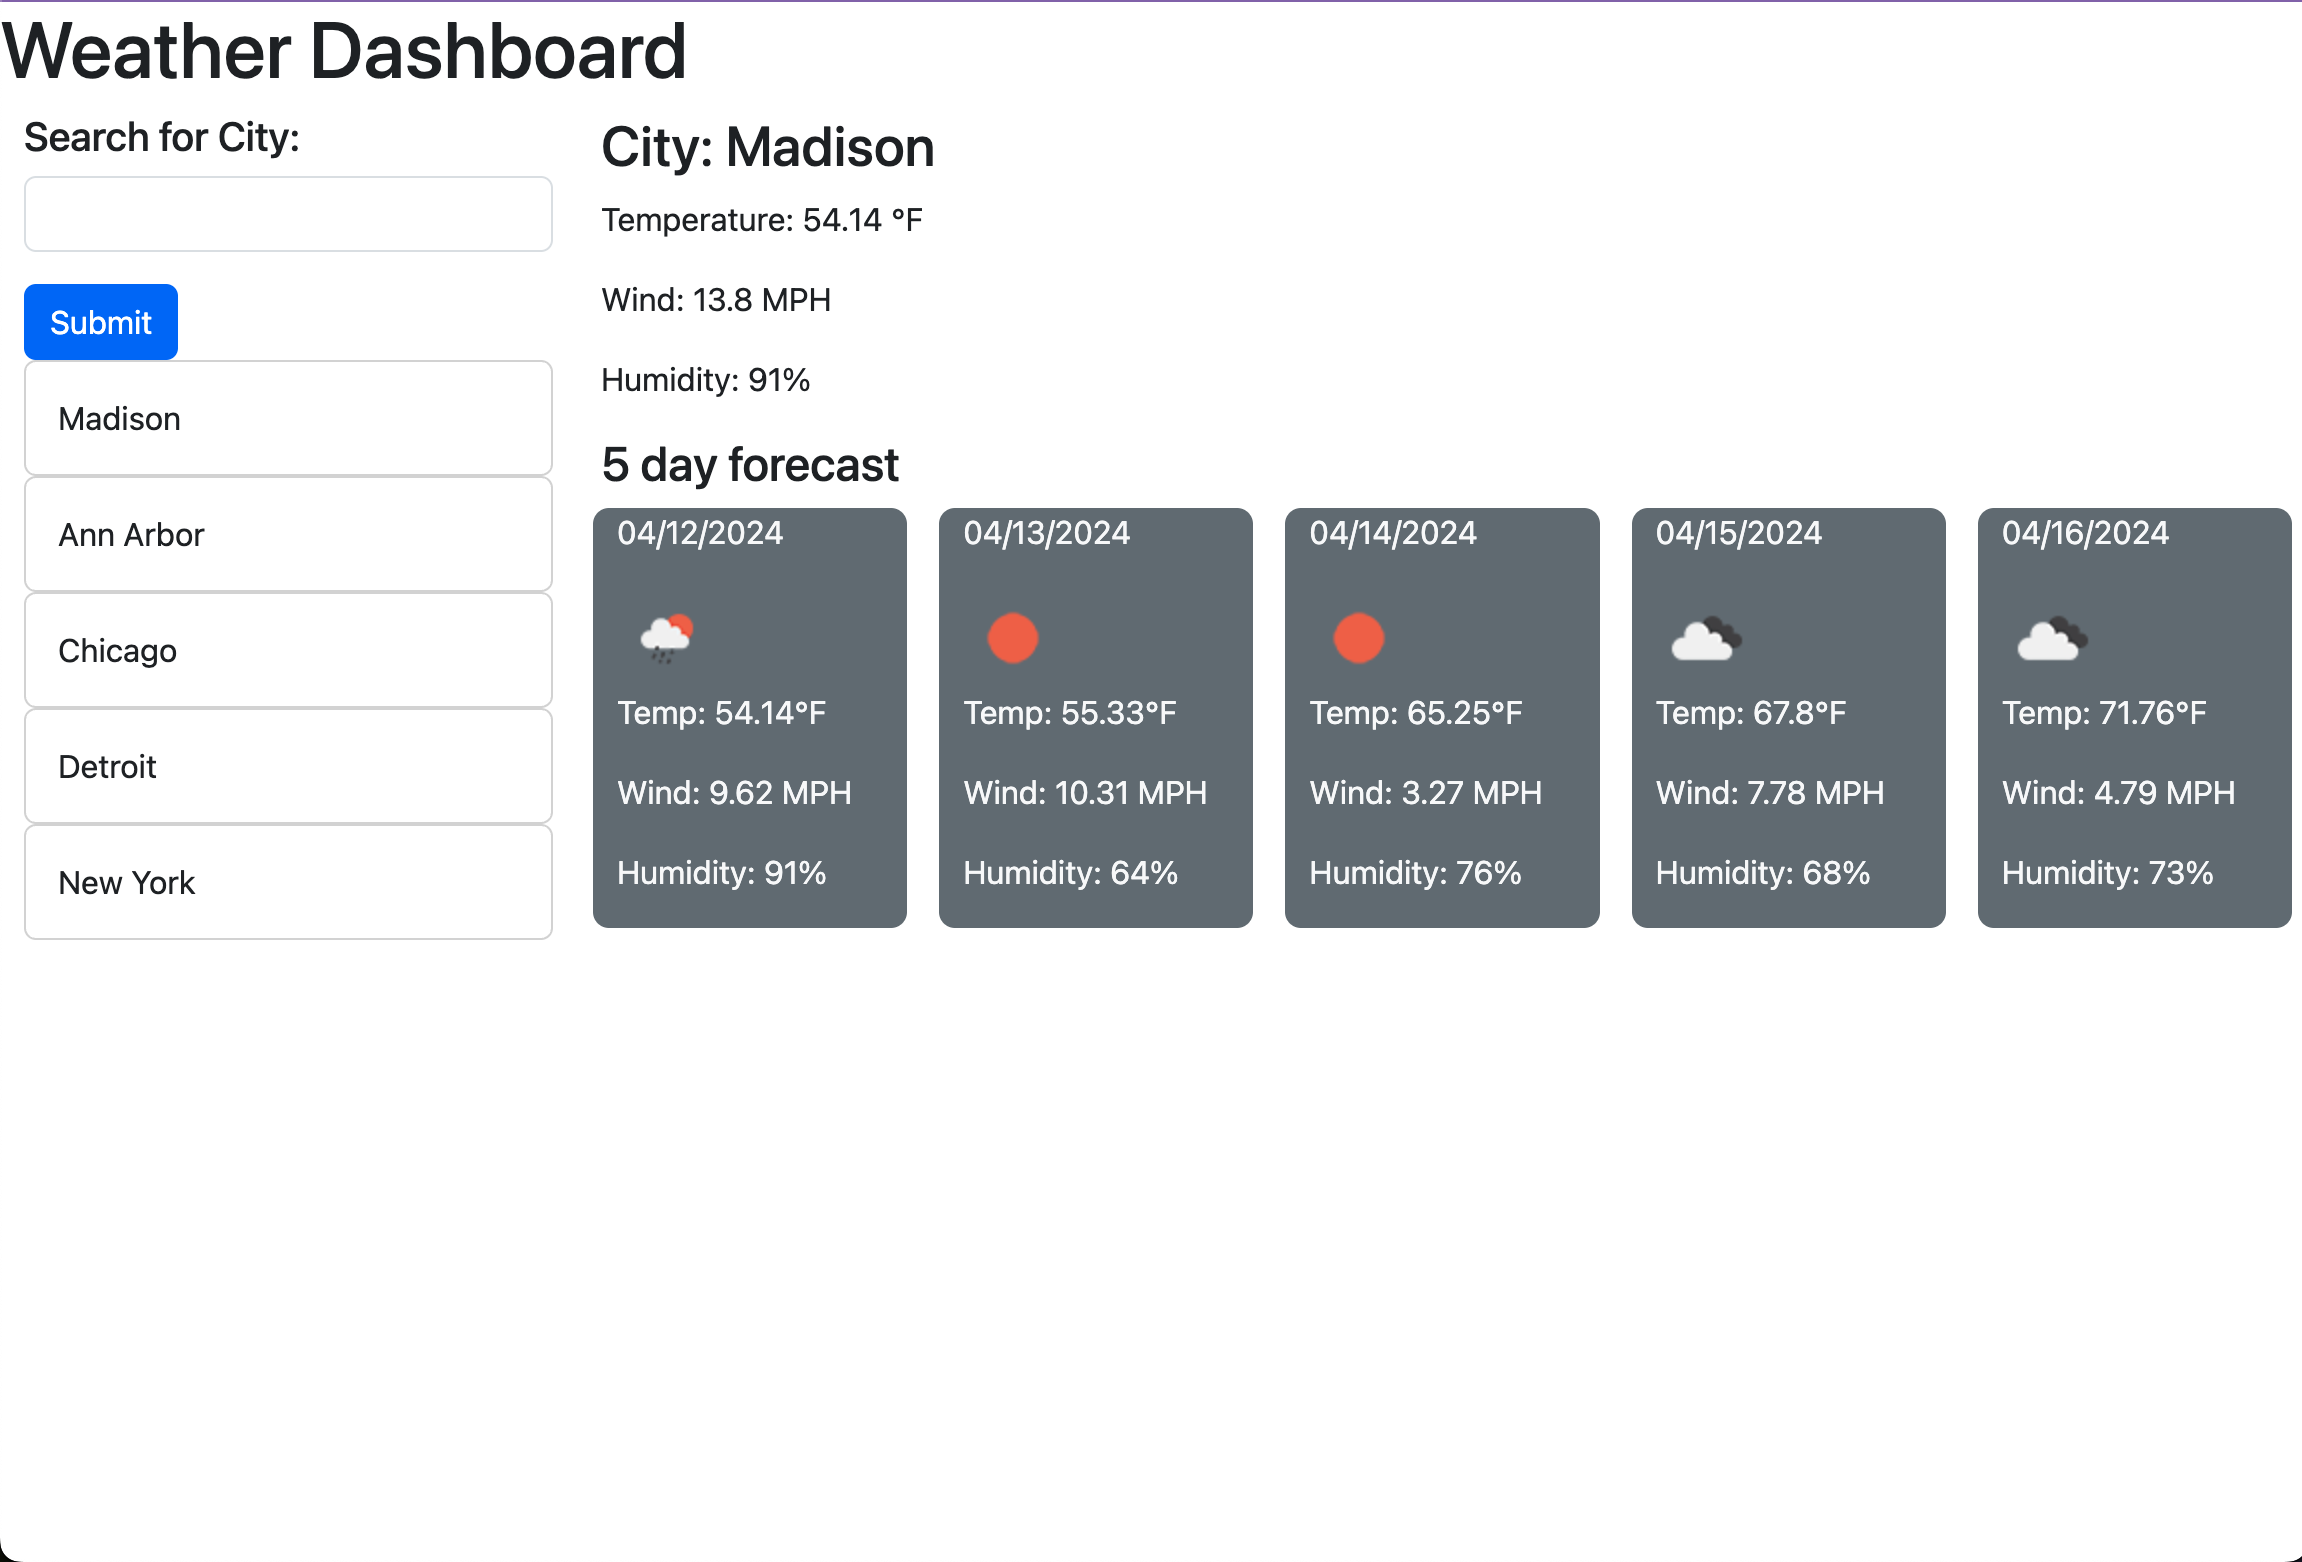 Weather Dashboard
Search for City:
Submit
Madison
Ann Arbor
Chicago
Detroit
New York
City: Madison
Temperature: 54.14 °F
Wind: 13.8 MPH
Humidity: 91%
5 day forecast
04/12/2024
Temp: 54.14°F
Wind: 9.62 MPH
Humidity: 91%
04/13/2024
Temp: 55.33°F
Wind: 10.31 MPH
Humidity: 64%
04/14/2024
Temp: 65.25°F
Wind: 3.27 MPH
Humidity: 76%
04/15/2024
Temp: 67.8°F
Wind: 7.78 MPH
Humidity: 68%
04/16/2024
Temp: 71.76°F
Wind: 4.79 MPH
Humidity: 73%